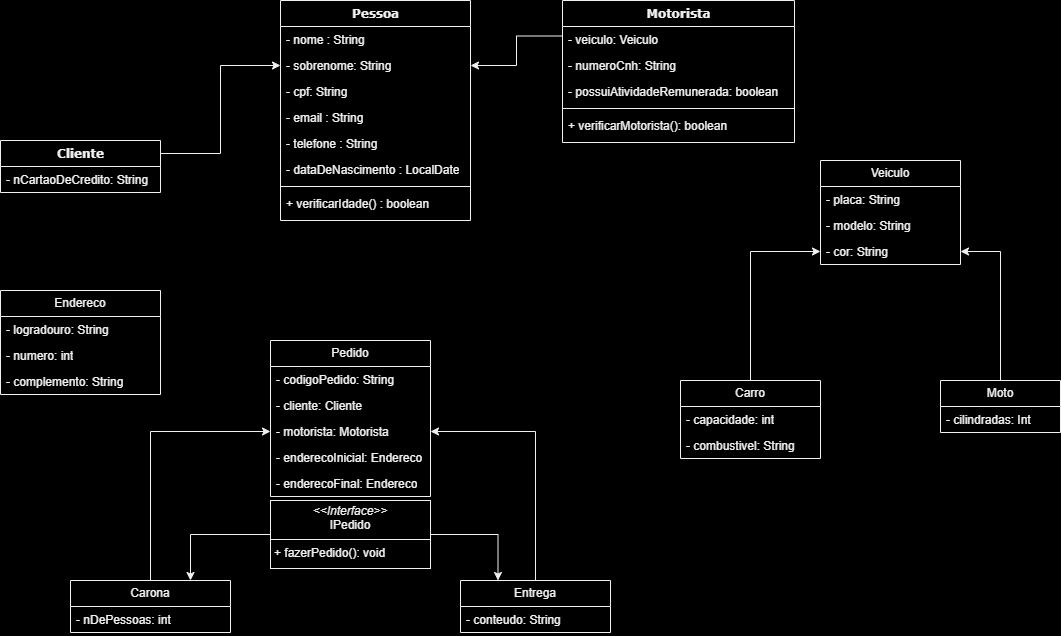 Pessoa
- nome : String
- sobrenome: String
- cpf: String
- email : String
- telefone : String
- dataDeNascimento : LocalDate
+ verificarIdade() : boolean
Motorista
- veiculo: Veiculo
- numeroCnh: String
- possuiAtividadeRemunerada: boolean
+ verificarMotorista(): boolean
Cliente
- nCartaoDeCredito: String
Veiculo
- placa: String
- modelo: String
- cor: String
Endereco
- logradouro: String
- numero: int
- complemento: String
Pedido
- codigoPedido: String
- cliente: Cliente
- motorista: Motorista
- enderecoInicial: Endereco
- enderecoFinal: Endereco
<<Interface>>
IPedido
+ fazerPedido(): void
Carro
- capacidade: int
- combustivel: String
Moto
- cilindradas: Int
Carona
- nDePessoas: int
Entrega
- conteudo: String